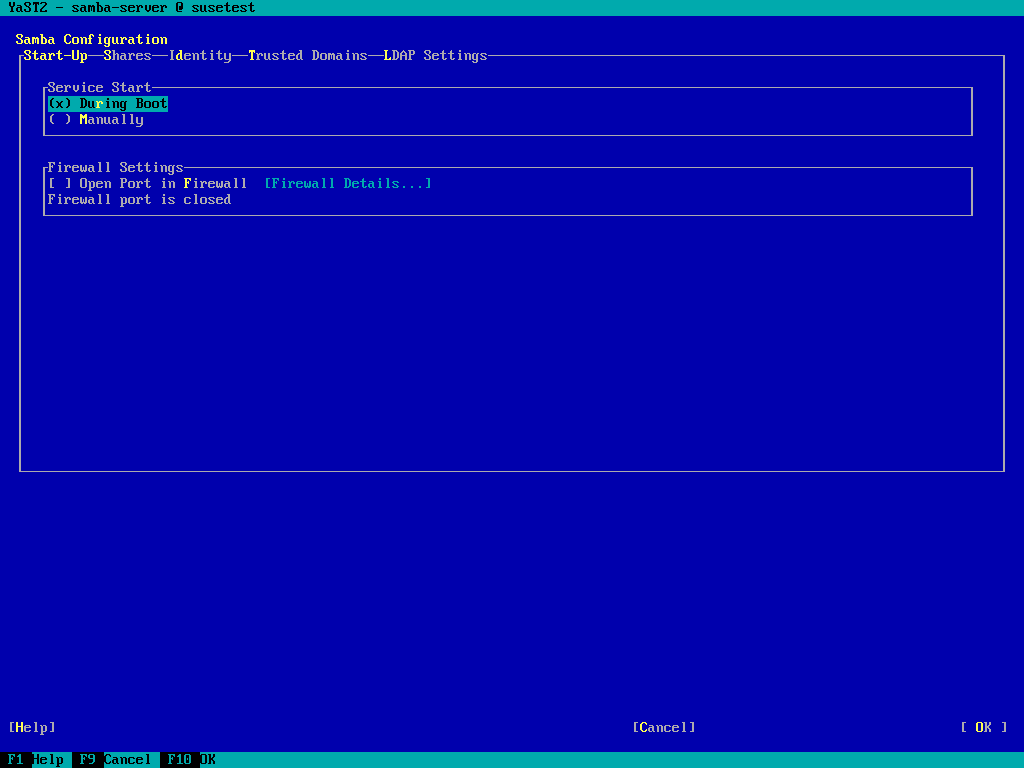 YaST2 - samba-server @ susetest
Samba Configuration
Start-Up Shares Identity Trusted Domains LDAP Settings
Service Start
(x) During Boot
( ) Manually
Firewall Settings
[ ] Open Port in Firewall [Firewall Details...]
Firewall port is closed
[Help] [Cancel] [ OK ]
F1 Help F9 Cancel F10 OK